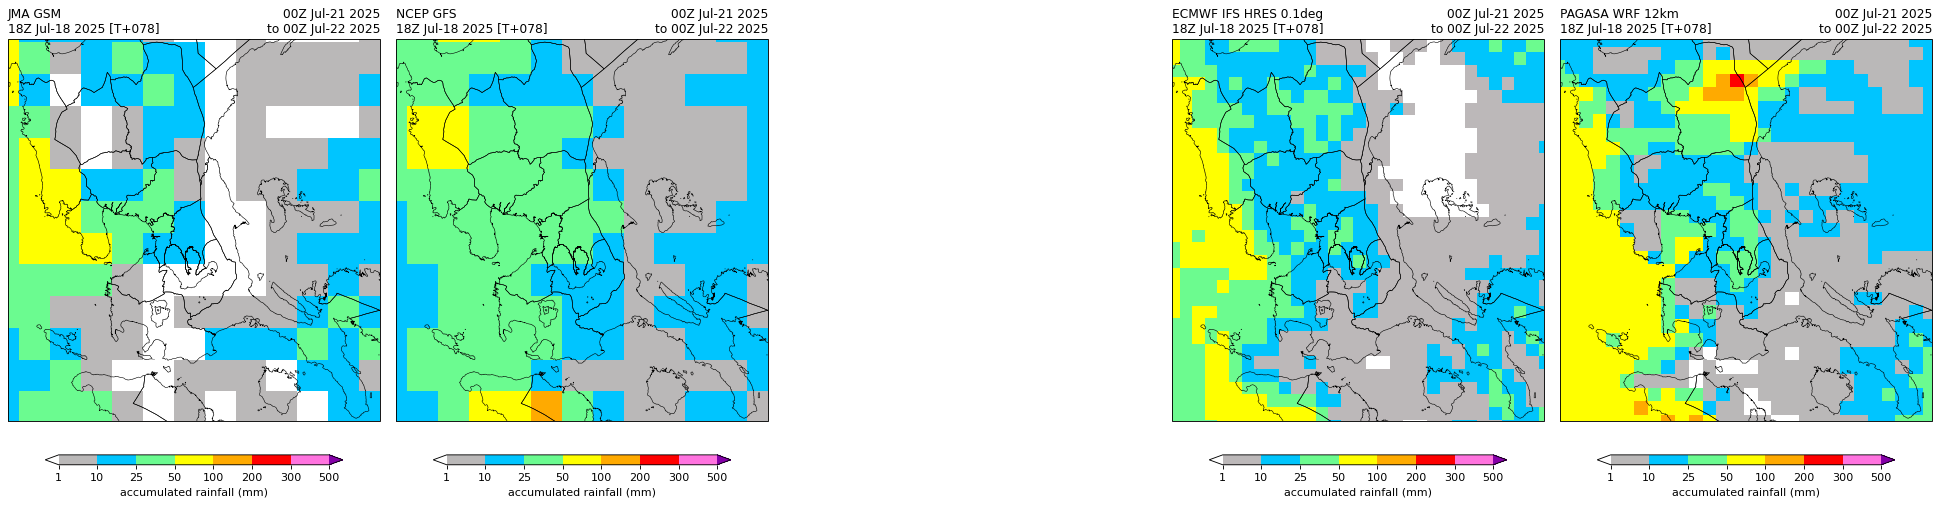 JMA GSM 00Z Jul-21 2025
18Z Jul-18 2025 [T+078] to 00Z Jul-22 2025
1 10 25 50 100 200 300 500
accumulated rainfall (mm)
NCEP GFS 00Z Jul-21 2025
18Z Jul-18 2025 [T+078] to 00Z Jul-22 2025
1 10 25 50 100 200 300 500
accumulated rainfall (mm)
ECMWF IFS HRES 0.1deg 00Z Jul-21 2025
18Z Jul-18 2025 [T+078] to 00Z Jul-22 2025
1 10 25 50 100 200 300 500
accumulated rainfall (mm)
PAGASA WRF 12km 00Z Jul-21 2025
18Z Jul-18 2025 [T+078] to 00Z Jul-22 2025
1 10 25 50 100 200 300 500
accumulated rainfall (mm)